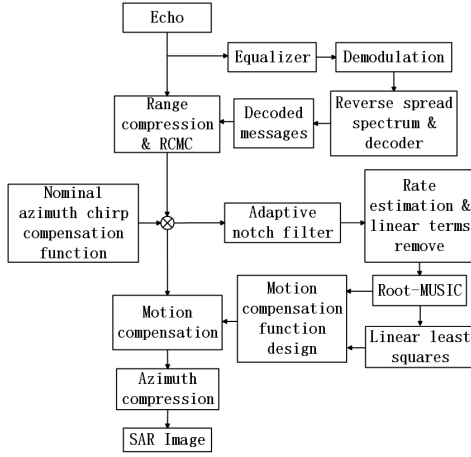 Echo
Equalizer
Demodulation
Range
compression
& RCMC
Decoded
messages
Reverse spread
spectrum &
decoder
Nominal
azimuth chirp
compensation
function
Adaptive
notch filter
Rate
estimation &
linear terms
remove
Root-MUSIC
Motion
compensation
Motion
compensation
function
design
Linear least
squares
Azimuth
compression
SAR Image